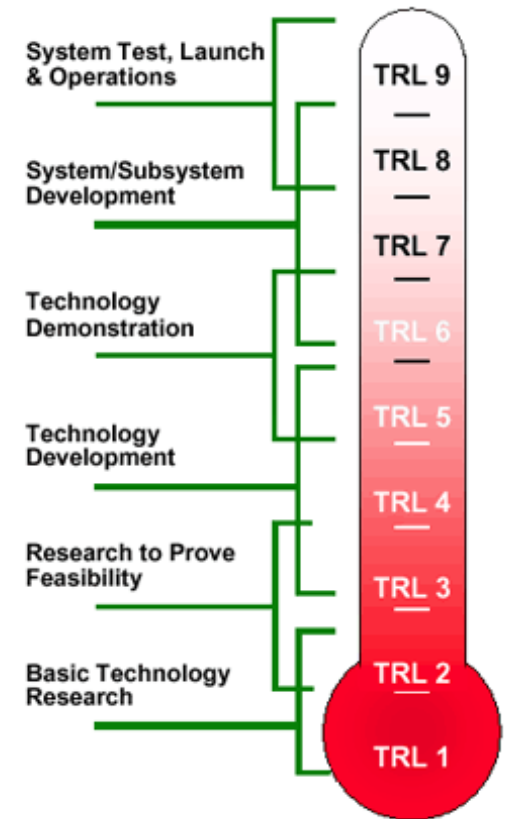 System Test, Launch
& Operations
System/Subsystem
Development
Technology
Demonstration
Technology
Development
Research to Prove
Feasibility
Basic Technology
Research
TRL 9
TRL 8
TRL 7
TRL 6
TRL 5
TRL 4
TRL 3
TRL 2
TRL 1